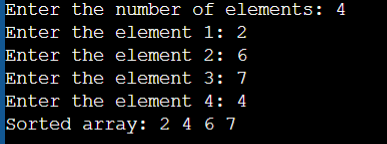 Enter the number of elements: 4
Enter the element 1: 2
Enter the element 2: 6
Enter the element 3: 7
Enter the element 4: 4
Sorted array: 2 4 6 7